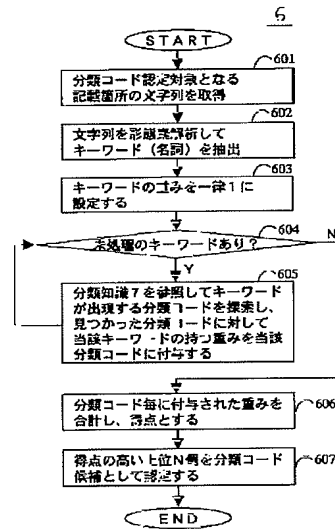 6
START
601
分類コード認定対象となる
記載箇所の文字列を取得
602
文字列を形態素解析して
キーワード（名詞）を抽出
603
キーワードの重みを一律1に
設定する
604
未処理のキーワードあり？
N
Y
605
分類知識7を参照してキーワード
が出現する分類コードを探索し、
見つかった分類コードに対して
当該キーワードの持つ重みを当該
分類コードに付与する
606
分類コード毎に付与された重みを
合計し、得点とする
607
得点の高い上位N個を分類コード
候補として認定する
END